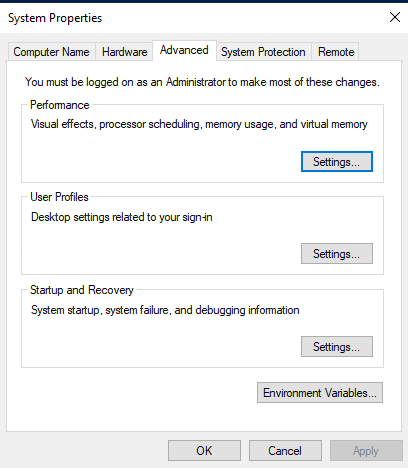 System Properties
Computer Name Hardware Advanced System Protection Remote
You must be logged on as an Administrator to make most of these changes.
Performance
Visual effects, processor scheduling, memory usage, and virtual memory
Settings...
User Profiles
Desktop settings related to your sign-in
Settings...
Startup and Recovery
System startup, system failure, and debugging information
Settings...
Environment Variables...
OK Cancel Apply